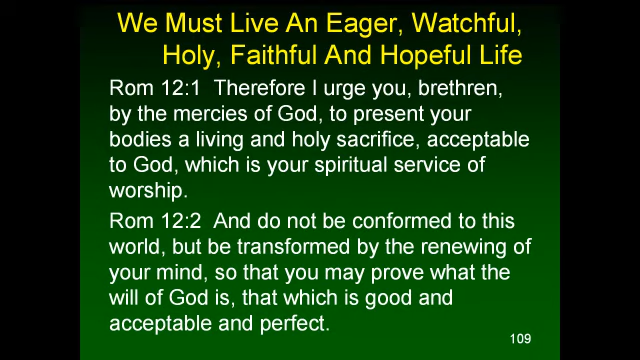 We Must Live An Eager, Watchful,
Holy, Faithful And Hopeful Life
Rom 12:1  Therefore I urge you, brethren,
by the mercies of God, to present your
bodies a living and holy sacrifice, acceptable
to God, which is your spiritual service of
worship.
Rom 12:2  And do not be conformed to this
world, but be transformed by the renewing of
your mind, so that you may prove what the
will of God is, that which is good and
acceptable and perfect.
109